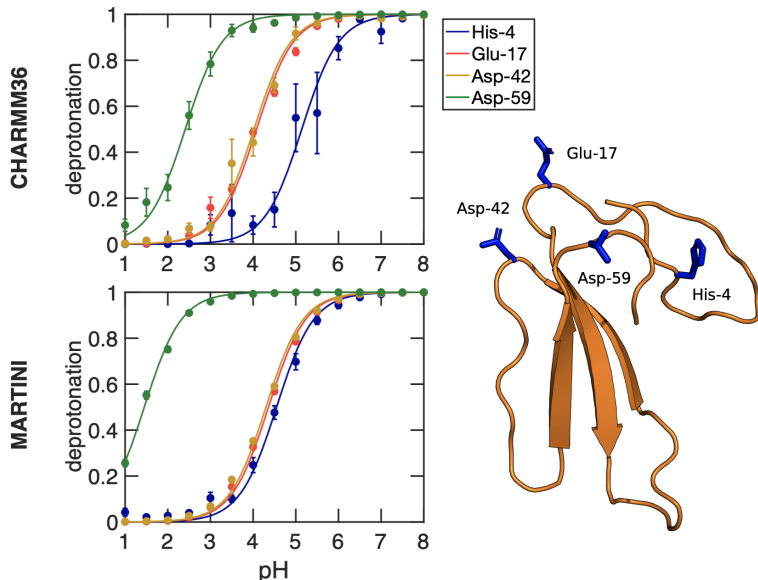 CHARMM36
deprotonation
1
0.8
0.6
0.4
0.2
0
1 2 3 4 5 6 7 8
His-4
Glu-17
Asp-42
Asp-59
MARTINI
deprotonation
1
0.8
0.6
0.4
0.2
0
1 2 3 4 5 6 7 8
pH
Glu-17
Asp-42
Asp-59
His-4